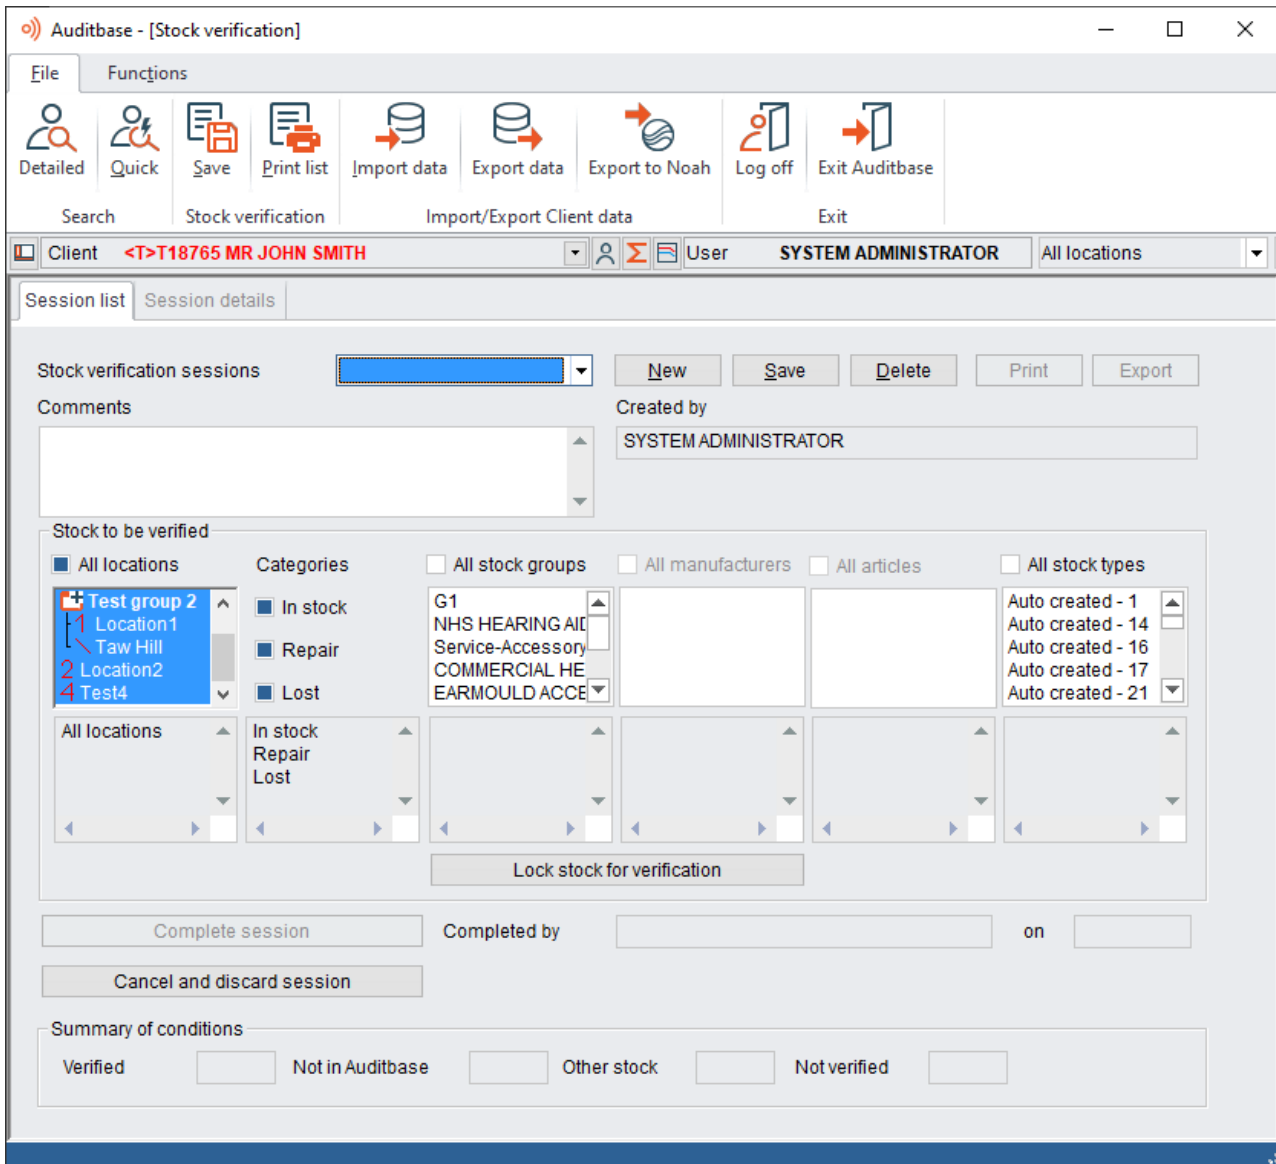 Auditbase - [Stock verification]
File Functions
Detailed Quick Save Print list Import data Export data Export to Noah Log off Exit Auditbase
Search Stock verification Import/Export Client data Exit
Client <T>T18765 MR JOHN SMITH User SYSTEM ADMINISTRATOR All locations
Session list Session details
Stock verification sessions New Save Delete Print Export
Comments Created by
SYSTEM ADMINISTRATOR
Stock to be verified
All locations Categories All stock groups All manufacturers All articles All stock types
Test group 2
1 Location1
Taw Hill
2 Location2
4 Test4
In stock
Repair
Lost
G1
NHS HEARING AID
Service-Accessory
COMMERCIAL HE
EARMOULD ACCE
Auto created - 1
Auto created - 14
Auto created - 16
Auto created - 17
Auto created - 21
All locations
In stock
Repair
Lost
Lock stock for verification
Complete session Completed by on
Cancel and discard session
Summary of conditions
Verified Not in Auditbase Other stock Not verified